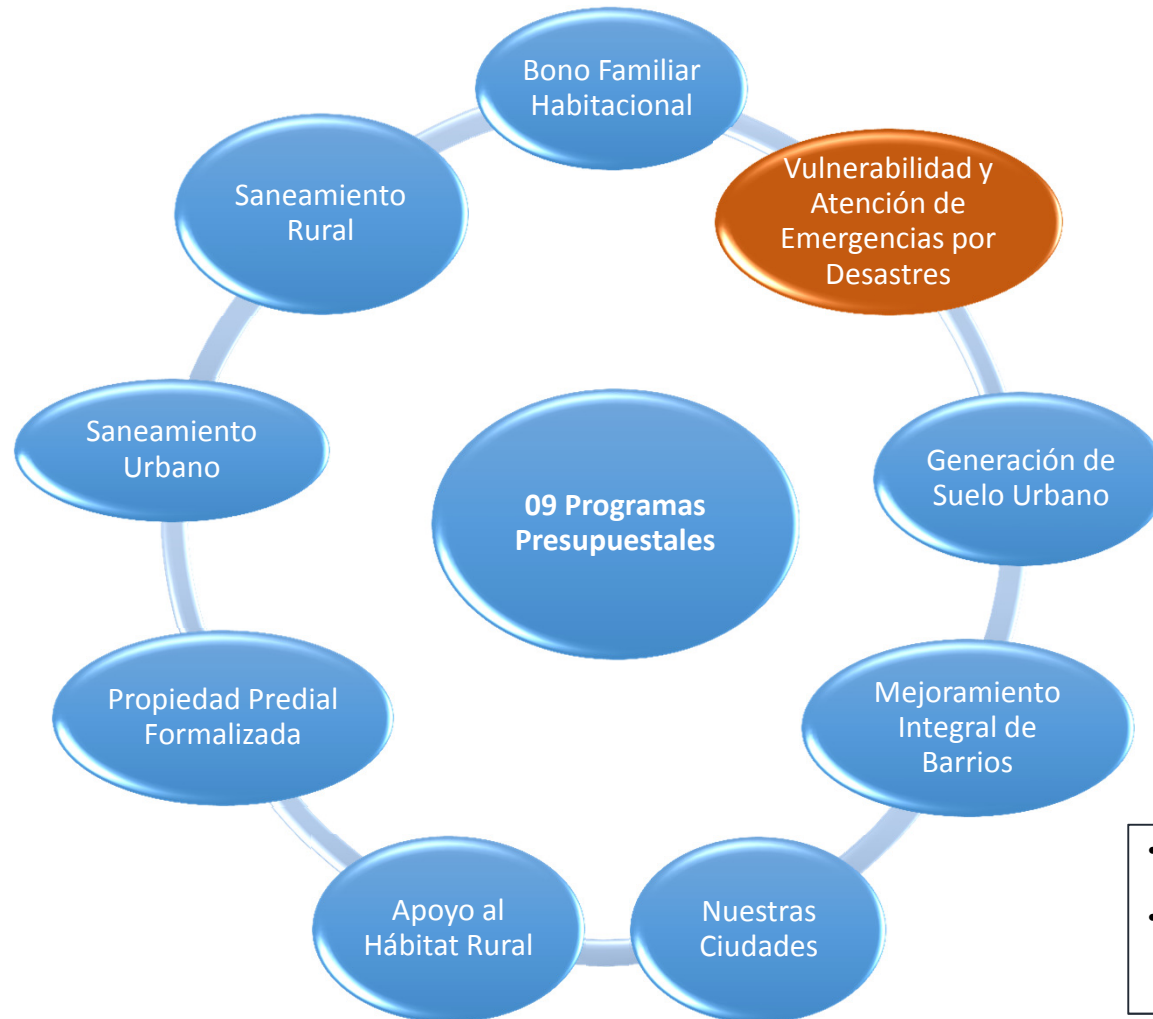 Bono Familiar
Habitacional
Vulnerabilidad y
Atención de
Emergencias por
Desastres
Generación de
Suelo Urbano
Mejoramiento
Integral de
Barrios
Nuestras
Ciudades
Apoyo al
Hábitat Rural
Propiedad Predial
Formalizada
Saneamiento
Urbano
Saneamiento
Rural
09 Programas
Presupuestales
•
•